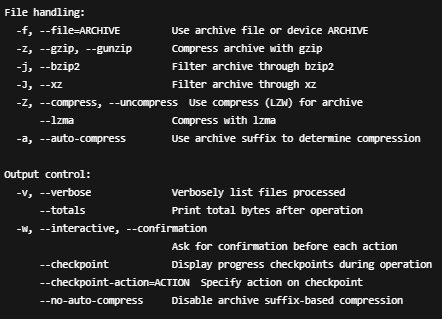 File handling:
  -f, --file=ARCHIVE         Use archive file or device ARCHIVE
  -z, --gzip, --gunzip       Compress archive with gzip
  -j, --bzip2                Filter archive through bzip2
  -J, --xz                   Filter archive through xz
  -Z, --compress, --uncompress  Use compress (LZW) for archive
      --lzma                 Compress with lzma
  -a, --auto-compress        Use archive suffix to determine compression

Output control:
  -v, --verbose              Verbosely list files processed
      --totals               Print total bytes after operation
  -w, --interactive, --confirmation
                             Ask for confirmation before each action
      --checkpoint           Display progress checkpoints during operation
      --checkpoint-action=ACTION  Specify action on checkpoint
      --no-auto-compress     Disable archive suffix-based compression